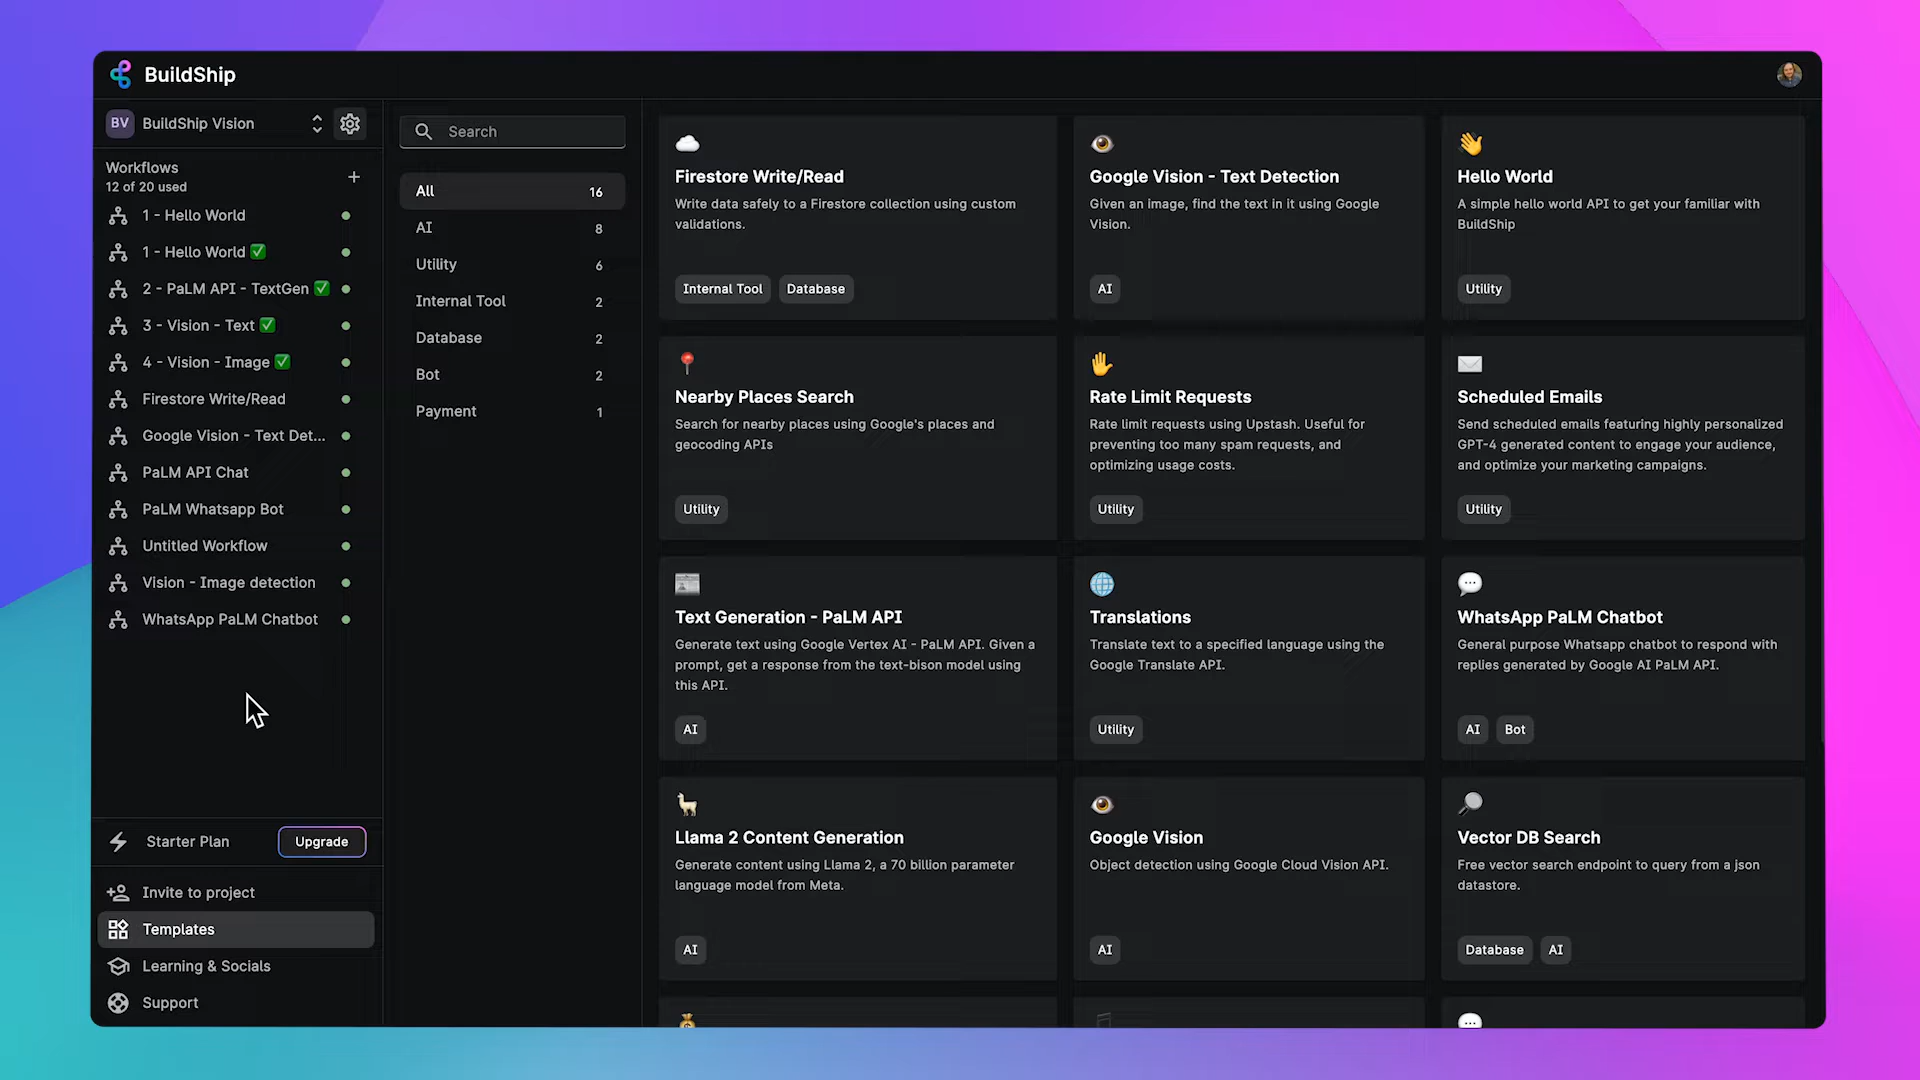 BuildShip
BV
BuildShip Vision
Workflows
12 of 20 used
1 - Hello World
1 - Hello World ✅
2 - PaLM API - TextGen ✅
3 - Vision - Text ✅
4 - Vision - Image ✅
Firestore Write/Read
Google Vision - Text Det...
PaLM API Chat
PaLM Whatsapp Bot
Untitled Workflow
Vision - Image detection
WhatsApp PaLM Chatbot
Starter Plan
Upgrade
Invite to project
Templates
Learning & Socials
Support
Search
All 16
AI 8
Utility 6
Internal Tool 2
Database 2
Bot 2
Payment 1
Firestore Write/Read
Write data safely to a Firestore collection using custom
validations.
Internal Tool Database
Google Vision - Text Detection
Given an image, find the text in it using Google
Vision.
AI
Hello World
A simple hello world API to get your familiar with
BuildShip
Utility
Nearby Places Search
Search for nearby places using Google's places and
geocoding APIs
Utility
Rate Limit Requests
Rate limit requests using Upstash. Useful for
preventing too many spam requests, and
optimizing usage costs.
Utility
Scheduled Emails
Send scheduled emails featuring highly personalized
GPT-4 generated content to engage your audience,
and optimize your marketing campaigns.
Utility
Text Generation - PaLM API
Generate text using Google Vertex AI - PaLM API. Given a
prompt, get a response from the text-bison model using
this API.
AI
Translations
Translate text to a specified language using the
Google Translate API.
Utility
WhatsApp PaLM Chatbot
General purpose Whatsapp chatbot to respond with
replies generated by Google AI PaLM API.
AI Bot
Llama 2 Content Generation
Generate content using Llama 2, a 70 billion parameter
language model from Meta.
AI
Google Vision
Object detection using Google Cloud Vision API.
AI
Vector DB Search
Free vector search endpoint to query from a json
datastore.
Database AI